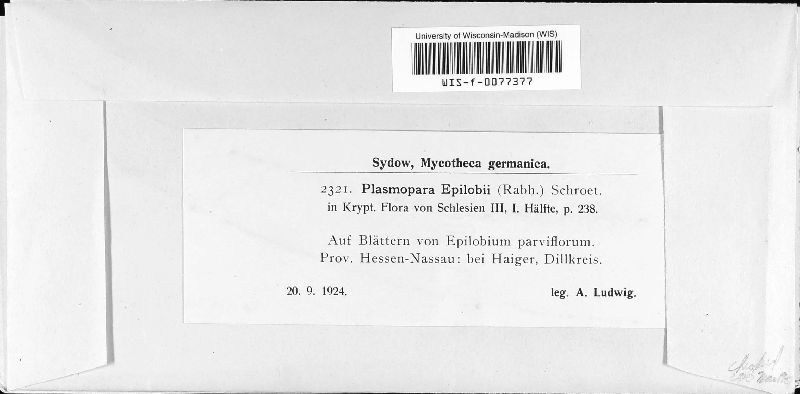 University of Wisconsin-Madison (WIS)
WIS-f-0077377
Sydow, Mycotheca germanica.
2321. Plasmopara Epilobii (Rabh.) Schroet.
in Krypt. Flora von Schlesien III, I. Hälfte, p. 238.
Auf Blättern von Epilobium parviflorum.
Prov. Hessen-Nassau: bei Haiger, Dillkreis.
20. 9. 1924. leg. A. Ludwig.